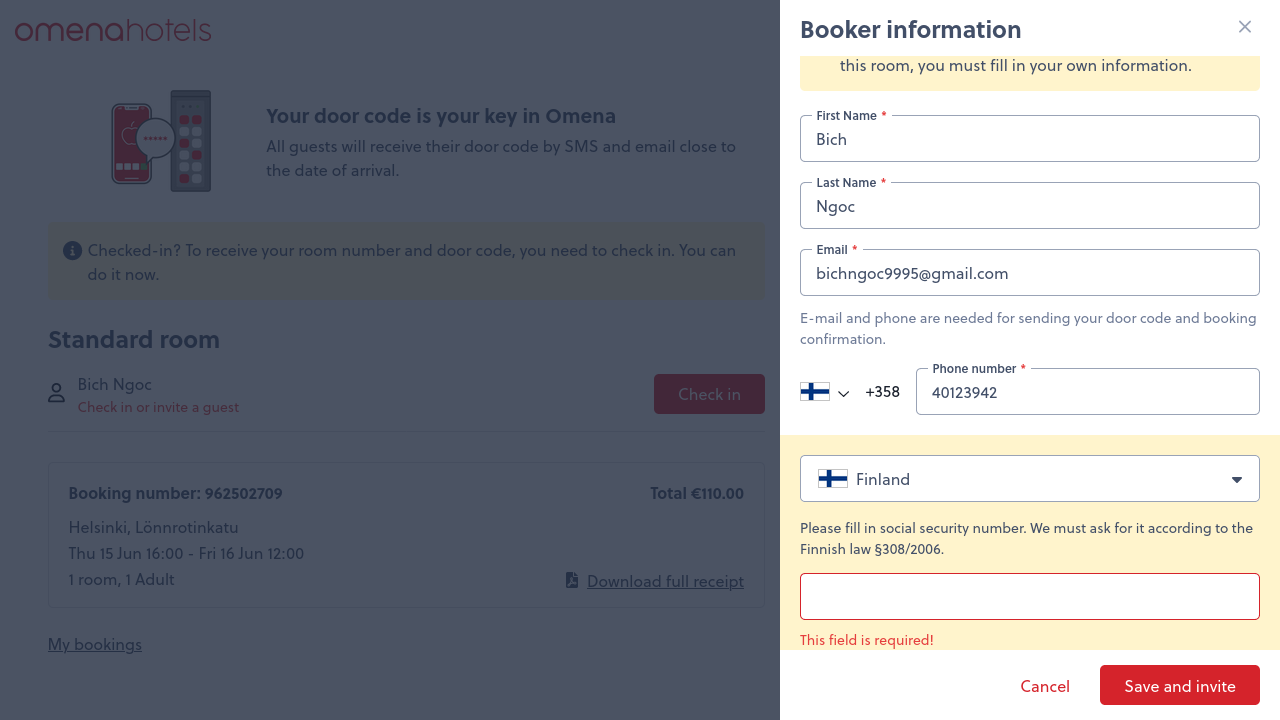 omenahotels
Your door code is your key in Omena
All guests will receive their door code by SMS and email close to
the date of arrival.
Checked-in? To receive your room number and door code, you need to check in. You can
do it now.
Standard room
Bich Ngoc
Check in or invite a guest
Check in
Booking number: 962502709
Total €110.00
Helsinki, Lönnrotinkatu
Thu 15 Jun 16:00 - Fri 16 Jun 12:00
1 room, 1 Adult
Download full receipt
My bookings
Booker information
this room, you must fill in your own information.
First Name *
Bich
Last Name *
Ngoc
Email *
bichngoc9995@gmail.com
E-mail and phone are needed for sending your door code and booking
confirmation.
Phone number *
+358
40123942
Finland
Please fill in social security number. We must ask for it according to the
Finnish law §308/2006.
This field is required!
Cancel
Save and invite